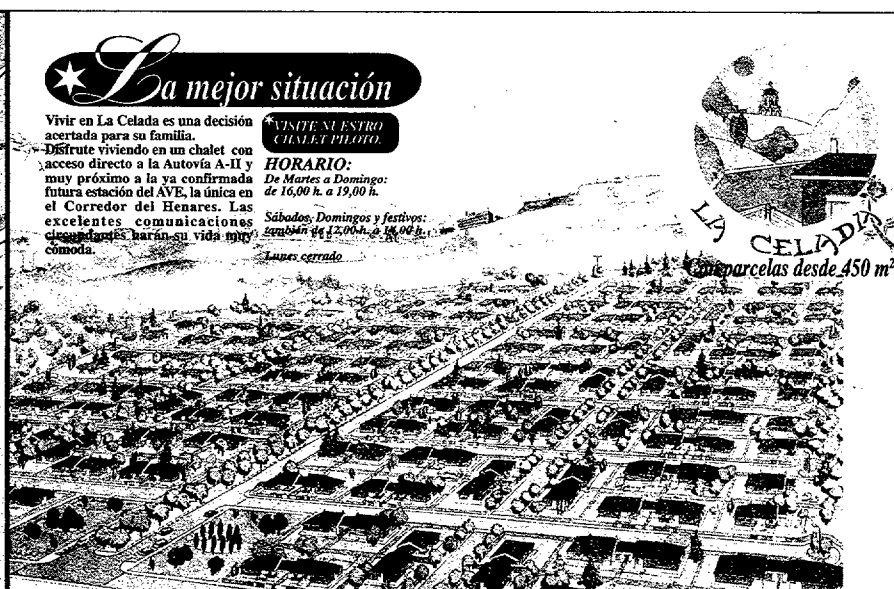 La mejor situación
Vivir en La Celada es una decisión
acertada para su familia.
Disfrute viviendo en un chalet con
acceso directo a la Autovía A-II y
muy próximo a la ya confirmada
futura estación del AVE, la única en
el Corredor del Henares. Las
excelentes comunicaciones
circundantes harán su vida muy
cómoda.
VISITE NUESTRO
CHALET PILOTO.
HORARIO:
De Martes a Domingo:
de 16,00 h. a 19,00 h.
Sábados, Domingos y festivos:
también de 12,00 h. a 14,00 h.
Lunes cerrado
LA CELADA
parcelas desde 450 m²